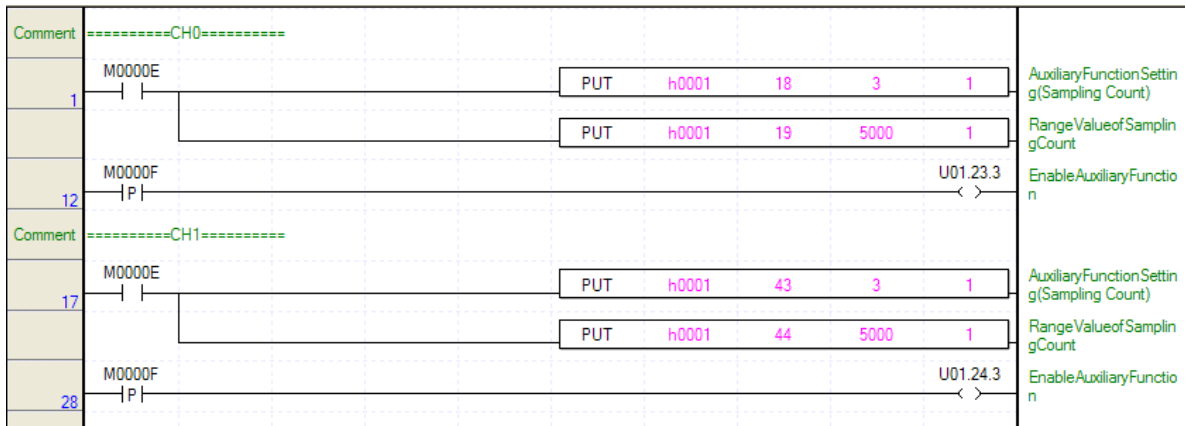 Comment ==========CH0==========
M0000E
1 PUT h0001 18 3 1 AuxiliaryFunctionSettin
g(Sampling Count)
PUT h0001 19 5000 1 RangeValueofSamplin
gCount
M0000F U01.23.3
12 P EnableAuxiliaryFunctio
n
Comment ==========CH1==========
M0000E
17 PUT h0001 43 3 1 AuxiliaryFunctionSettin
g(Sampling Count)
PUT h0001 44 5000 1 RangeValueofSamplin
gCount
M0000F U01.24.3
28 P EnableAuxiliaryFunctio
n